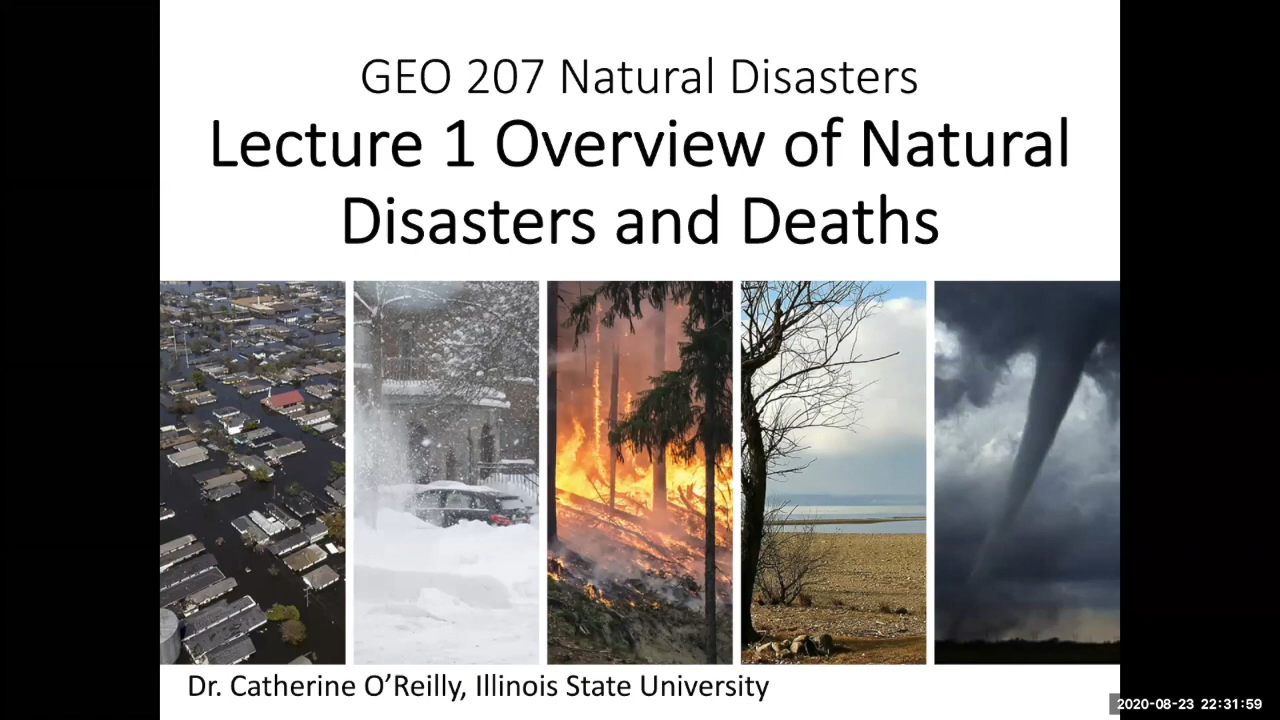 GEO 207 Natural Disasters
Lecture 1 Overview of Natural
Disasters and Deaths
Dr. Catherine O’Reilly, Illinois State University
2020-08-23 22:31:59